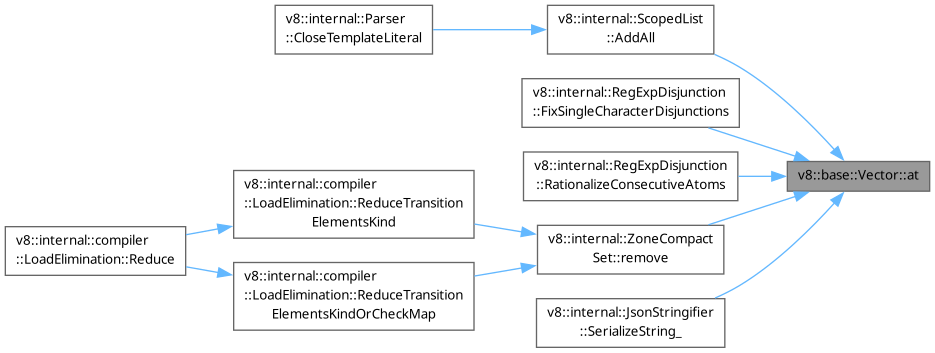 v8::internal::Parser
::CloseTemplateLiteral
v8::internal::ScopedList
::AddAll
v8::internal::RegExpDisjunction
::FixSingleCharacterDisjunctions
v8::base::Vector::at
v8::internal::RegExpDisjunction
::RationalizeConsecutiveAtoms
v8::internal::compiler
::LoadElimination::ReduceTransition
ElementsKind
v8::internal::compiler
::LoadElimination::Reduce
v8::internal::ZoneCompact
Set::remove
v8::internal::compiler
::LoadElimination::ReduceTransition
ElementsKindOrCheckMap
v8::internal::JsonStringifier
::SerializeString_